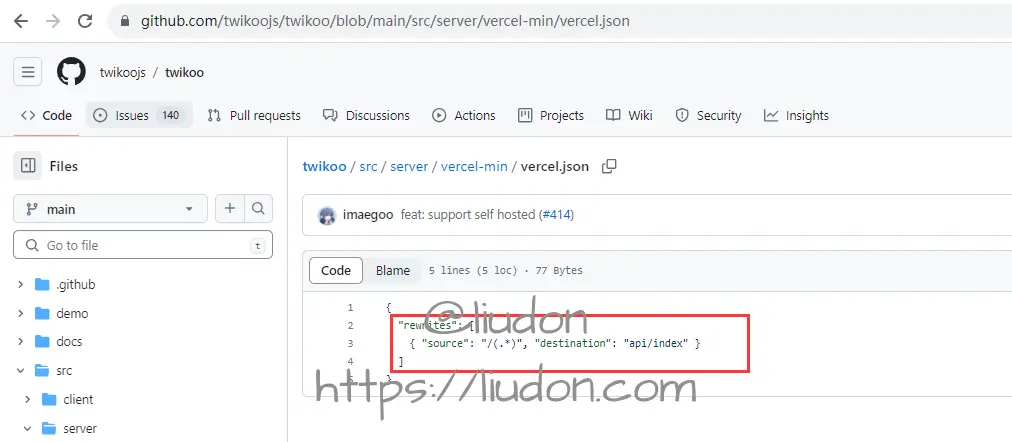 github.com/twikoojs/twikoo/blob/main/src/server/vercel-min/vercel.json
twikoojs / twikoo
Code Issues 140 Pull requests Discussions Actions Projects Wiki Security Insights
Files
main
Go to file t
.github
demo
docs
src
client
server
twikoo / src / server / vercel-min / vercel.json
imaegoo feat: support self hosted (#414)
Code Blame 5 lines (5 loc) · 77 Bytes
1 {
2 "rewrites": [
3 { "source": "/(.*)", "destination": "api/index" }
4 ]
5 }
@liudon
https://liudon.com